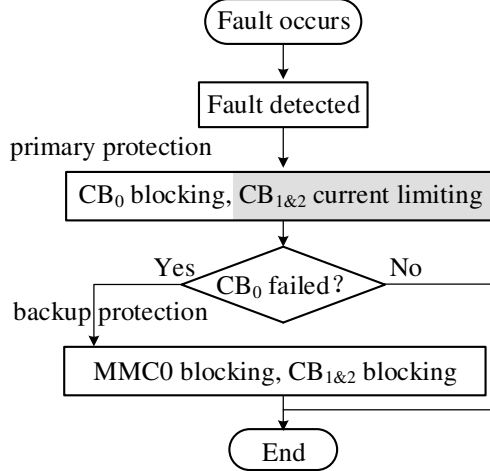 Fault occurs
Fault detected
primary protection
CB₀ blocking, CB₁&₂ current limiting
Yes
No
CB₀ failed?
backup protection
MMC0 blocking, CB₁&₂ blocking
End